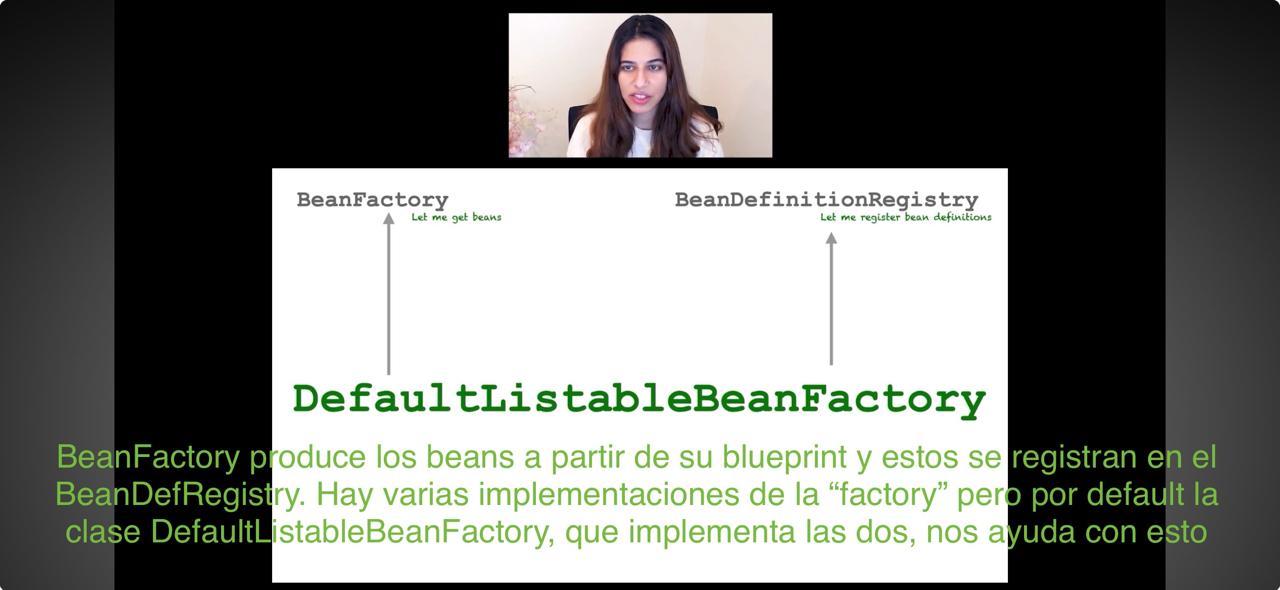 BeanFactory
Let me get beans
BeanDefinitionRegistry
Let me register bean definitions
DefaultListableBeanFactory
BeanFactory produce los beans a partir de su blueprint y estos se registran en el
BeanDefRegistry. Hay varias implementaciones de la “factory” pero por default la
clase DefaultListableBeanFactory, que implementa las dos, nos ayuda con esto